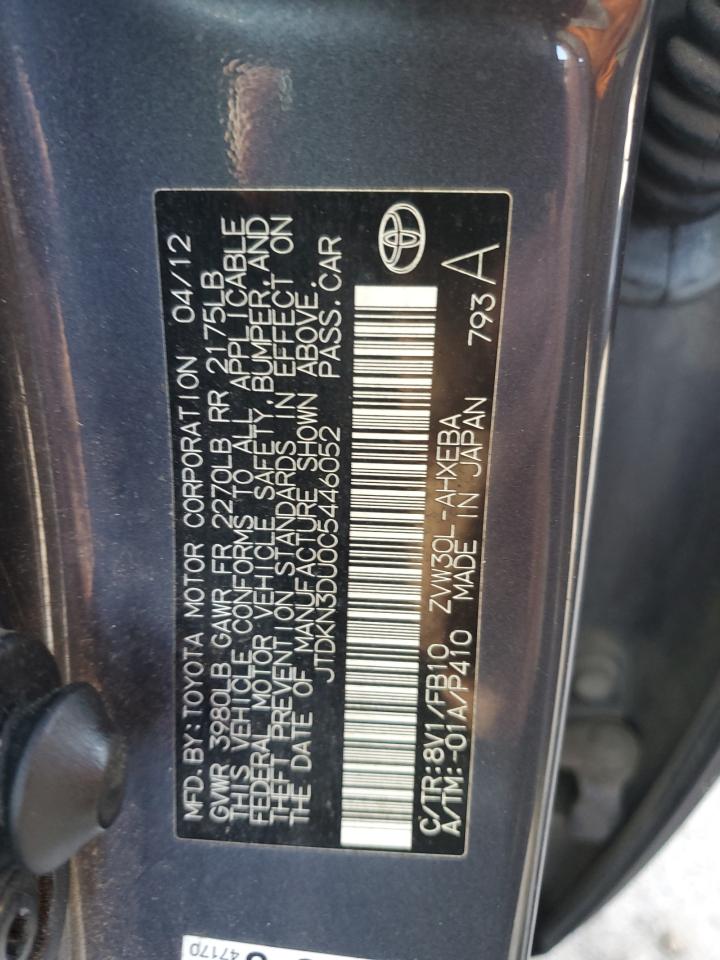 MFD.BY:TOYOTA MOTOR CORPORATION 04/12
GVWR 3980LB GAWR FR 2270LB RR 2175LB
THIS VEHICLE CONFORMS TO ALL APPLICABLE
FEDERAL MOTOR VEHICLE SAFETY,BUMPER,AND
THEFT PREVENTION STANDARDS IN EFFECT ON
THE DATE OF MANUFACTURE SHOWN ABOVE.
JTDKN3DU0C5446052 PASS.CAR
C/TR:8V1/FB10 ZVW30L-AHXEBA 793
A/TM:-01A/P410 MADE IN JAPAN A
47170